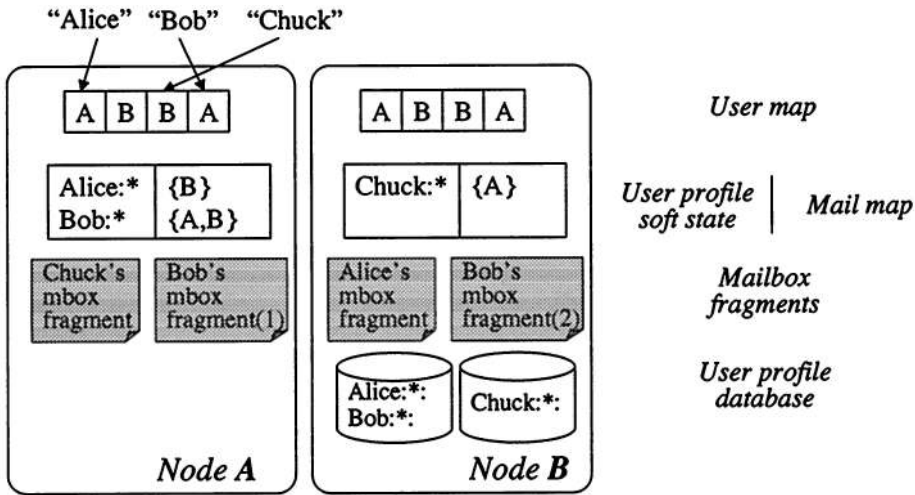 “Alice” “Bob” “Chuck”
A B B A
Alice:* {B}
Bob:* {A,B}
Chuck's
mbox
fragment
Bob's
mbox
fragment(1)
Node A
A B B A
Chuck:* {A}
Alice's
mbox
fragment
Bob's
mbox
fragment(2)
Alice:*:
Bob:*:
Chuck:*:
Node B
User map
User profile
soft state
Mail map
Mailbox
fragments
User profile
database